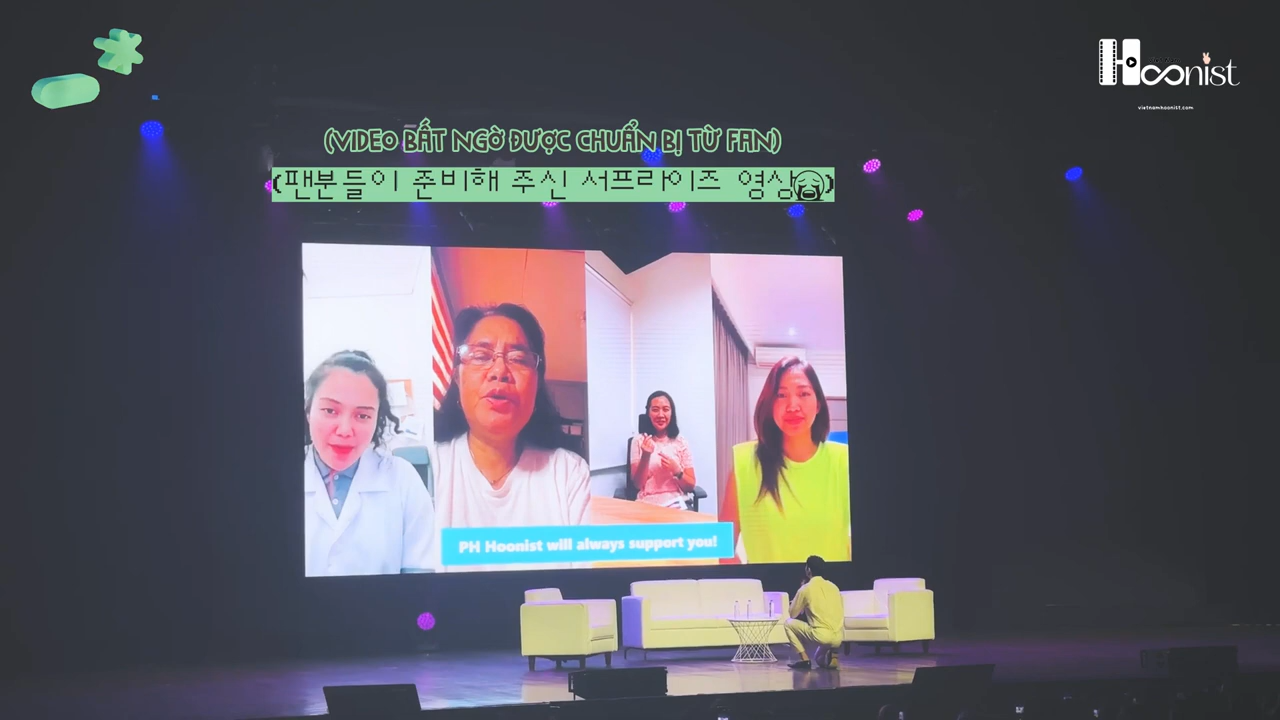 Hoonist
vietnamhoonist.com
(VIDEO BẤT NGỜ ĐƯỢC CHUẨN BỊ TỪ FAN)
(팬분들이 준비해 주신 서프라이즈 영상😭)
PH Hoonist will always support you!